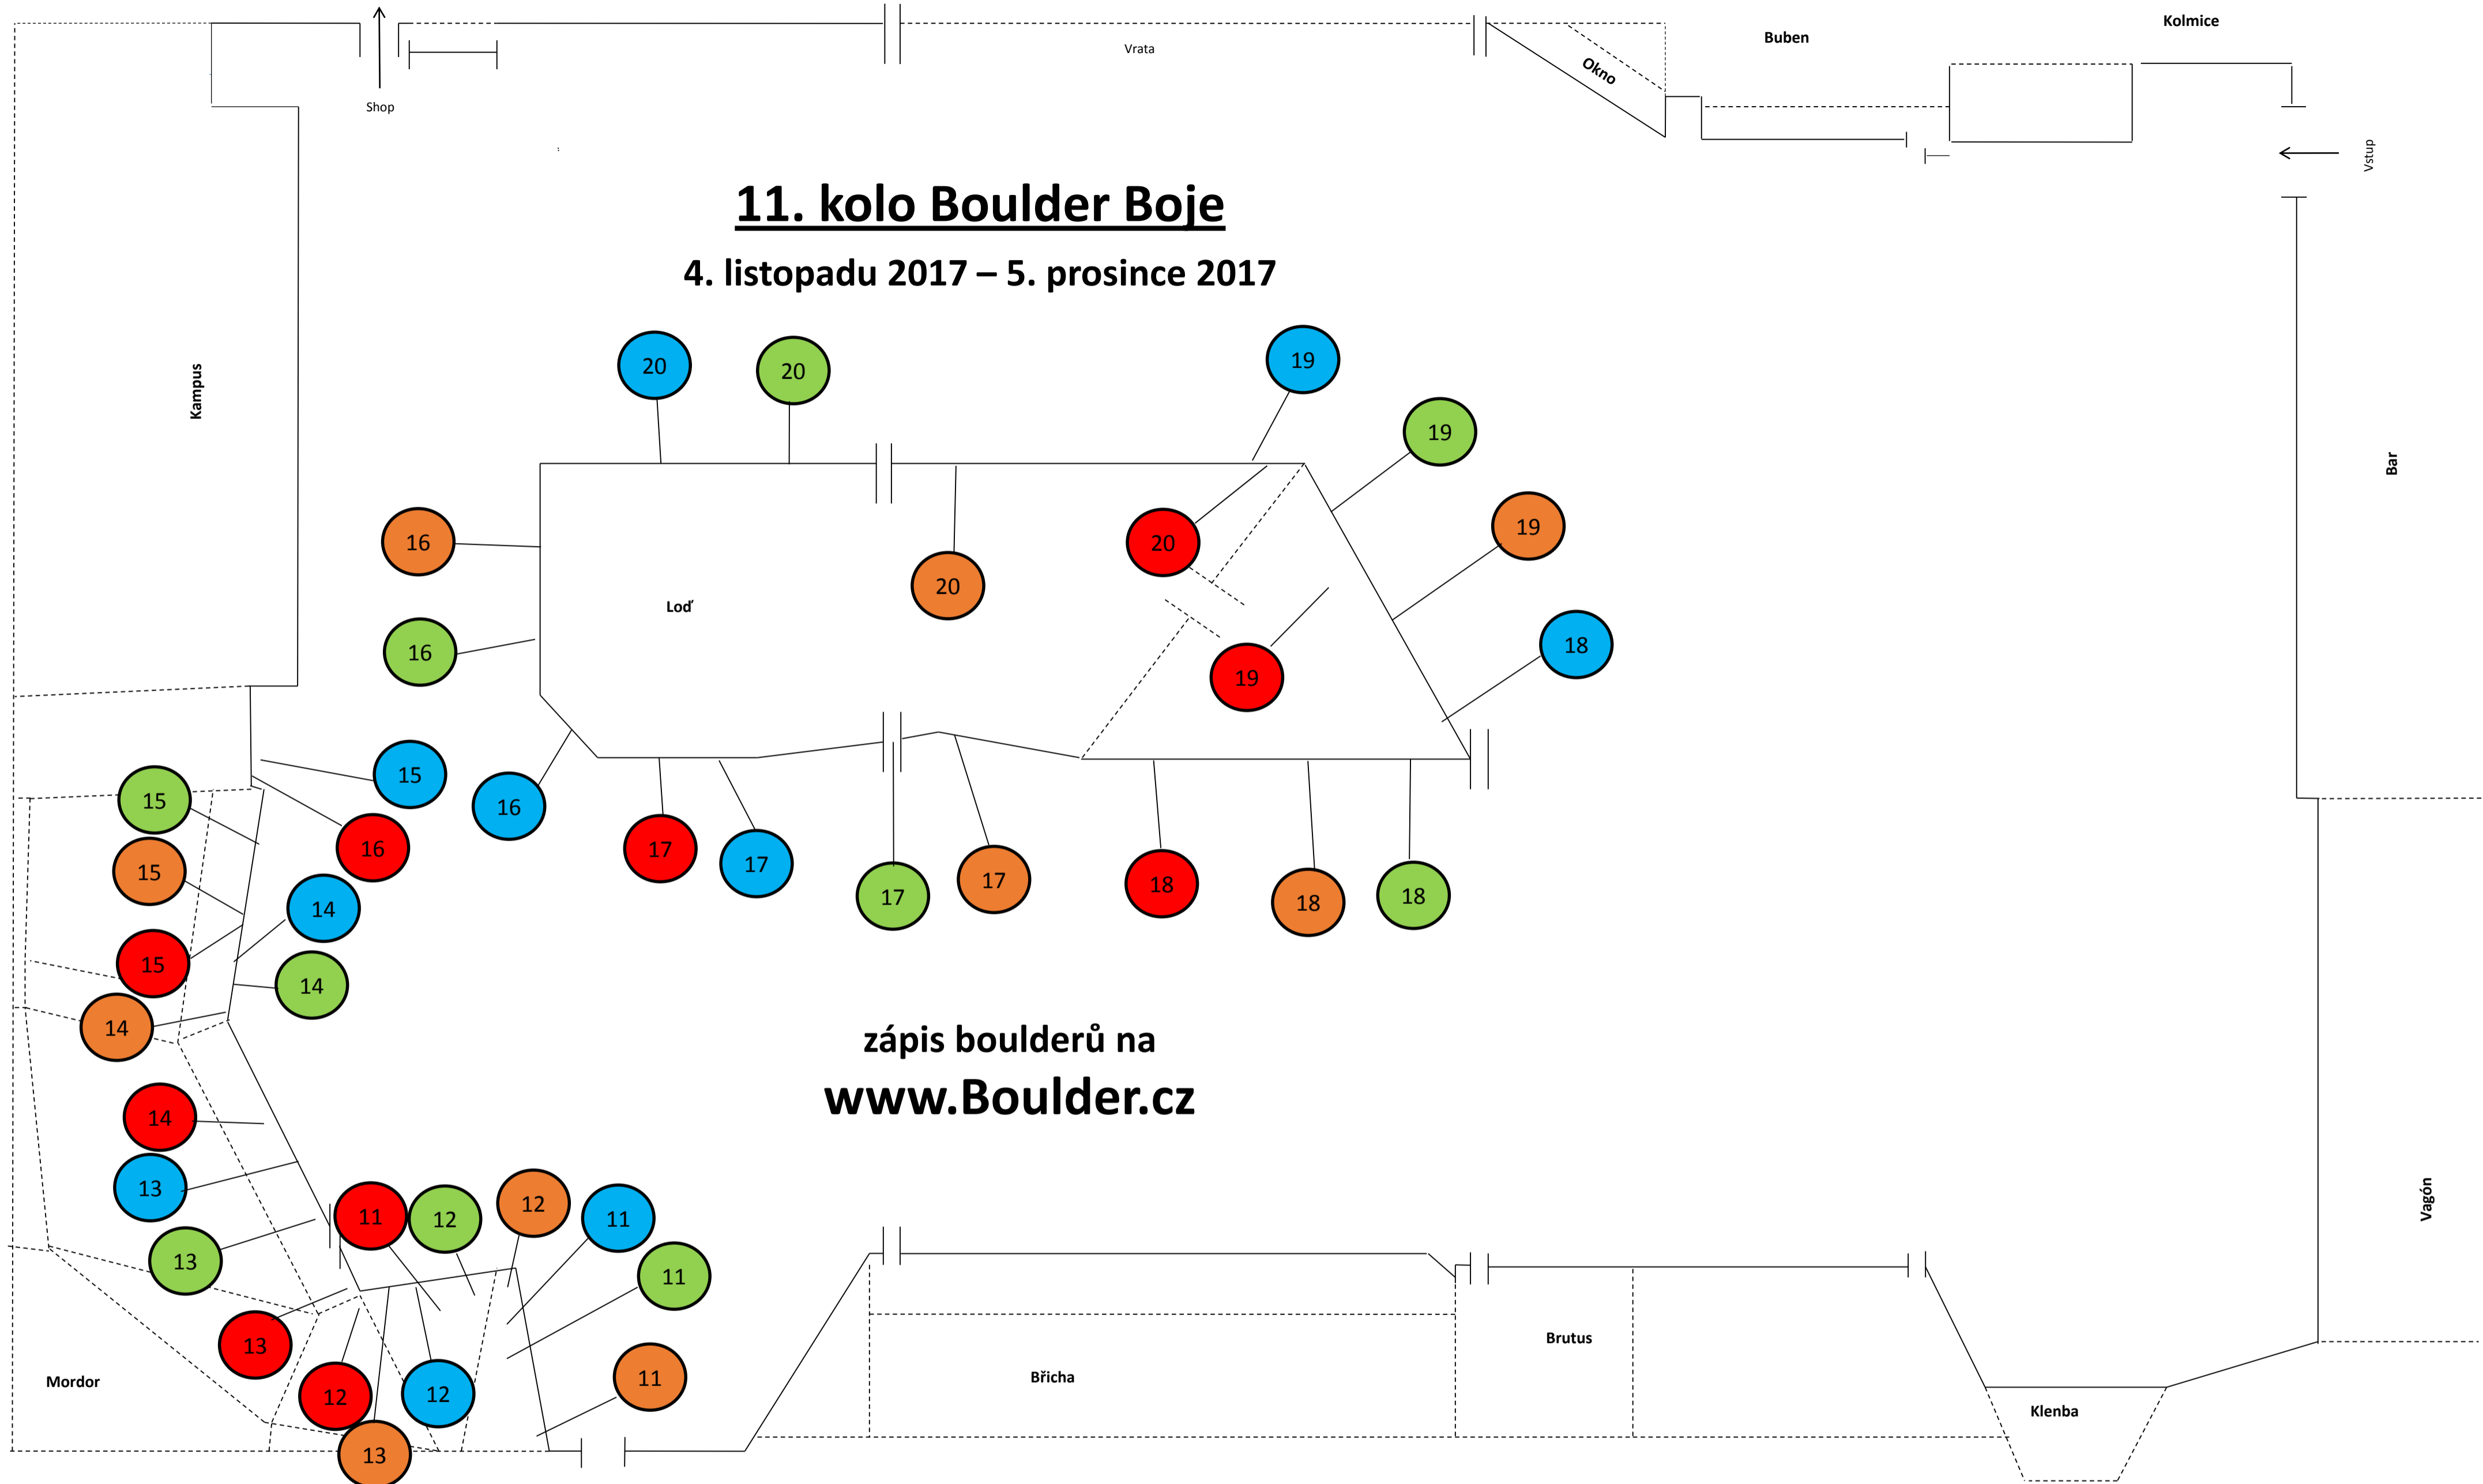 Kolmice
Buben
Vrata
Okno
Shop
Vstup
11. kolo Boulder Boje
4. listopadu 2017 – 5. prosince 2017
Kampus
Bar
20
20
19
19
16
20
20
19
Loď
16
19
18
15
16
17
17
17
17
18
18
18
15
16
15
14
15
14
14
zápis boulderů na
www.Boulder.cz
14
13
13
11
12
12
11
11
Vagón
13
12
12
11
13
Mordor
Břicha
Brutus
Klenba